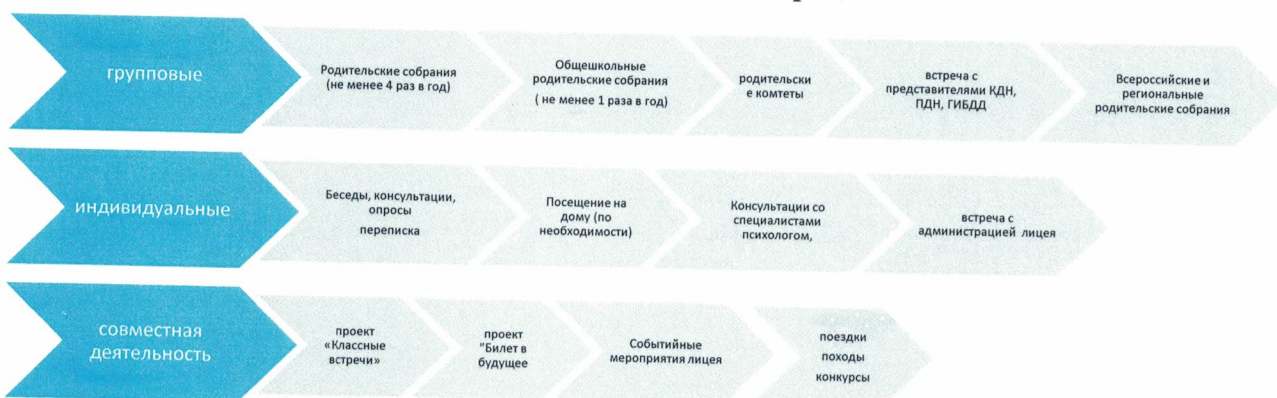 групповые
Родительские собрания
(не менее 4 раз в год)
Общешкольные
родительские собрания
( не менее 1 раза в год)
родительски
е комтеты
встреча с
представителями КДН,
ПДН, ГИБДД
Всероссийские и
региональные
родительские собрания
индивидуальные
Беседы, консультации,
опросы
переписка
Посещение на
дому (по
необходимости)
Консультации со
специалистами
психологом,
встреча с
администрацией лицея
совместная
деятельность
проект
«Классные
встречи»
проект
"Билет в
будущее
Событийные
мероприятия лицея
поездки
походы
конкурсы